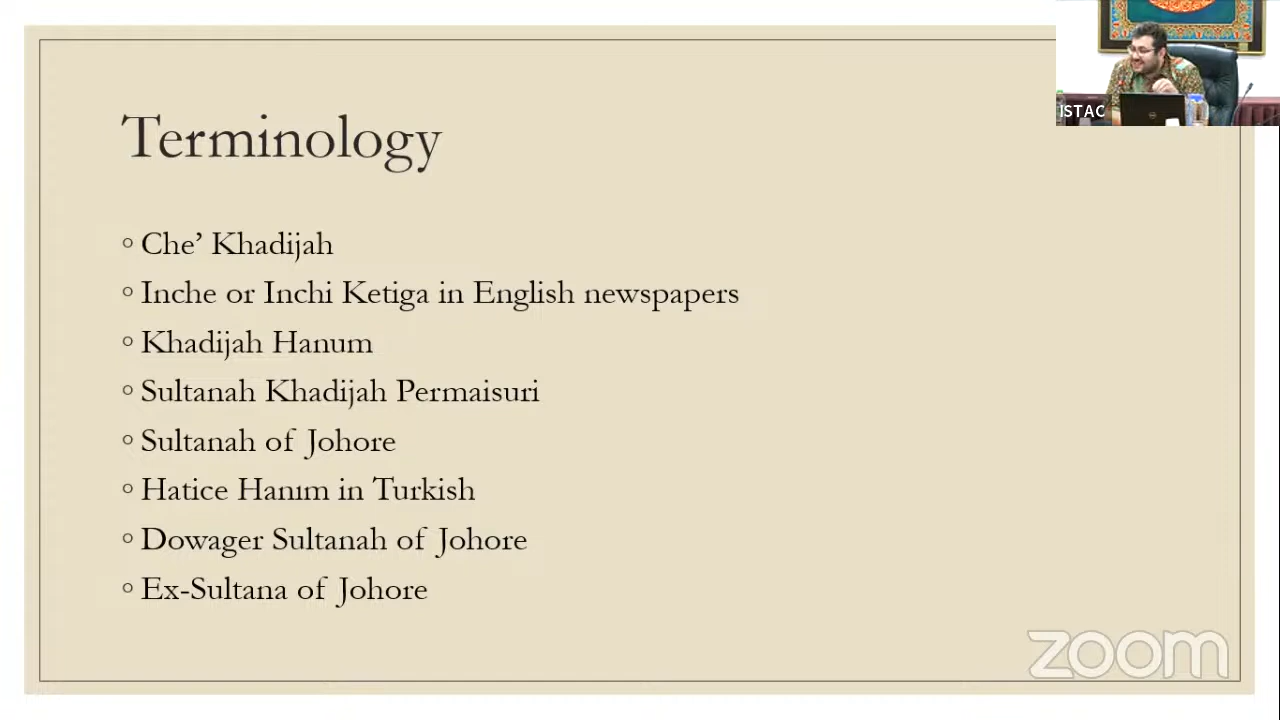 ISTAC
Terminology
◦ Che’ Khadijah
◦ Inche or Inchi Ketiga in English newspapers
◦ Khadijah Hanum
◦ Sultanah Khadijah Permaisuri
◦ Sultanah of Johore
◦ Hatice Hanım in Turkish
◦ Dowager Sultanah of Johore
◦ Ex-Sultana of Johore
zoom